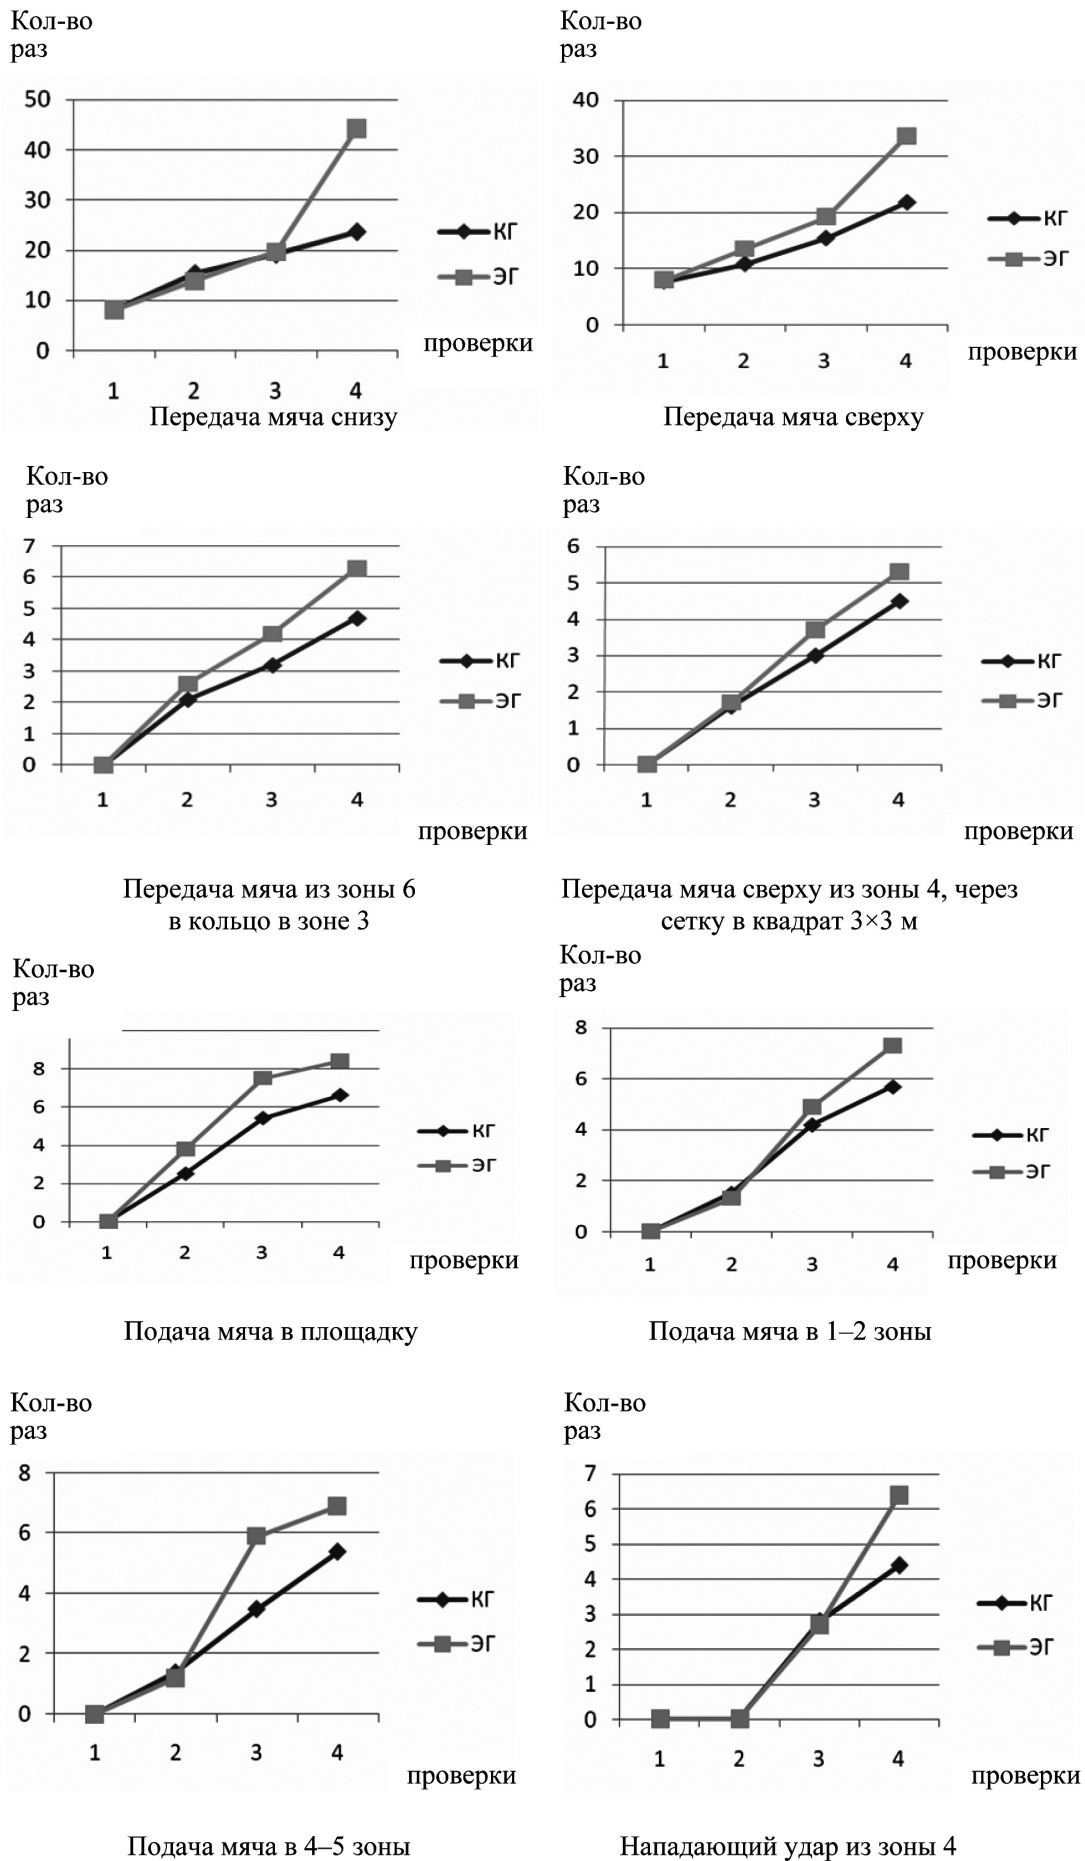 Кол-во
раз
50
40
30
20
10
0
1 2 3 4
КГ
ЭГ
проверки
Передача мяча снизу
Кол-во
раз
40
30
20
10
0
1 2 3 4
КГ
ЭГ
проверки
Передача мяча сверху
Кол-во
раз
7
6
5
4
3
2
1
0
1 2 3 4
КГ
ЭГ
проверки
Передача мяча из зоны 6
в кольцо в зоне 3
Кол-во
раз
6
5
4
3
2
1
0
1 2 3 4
КГ
ЭГ
проверки
Передача мяча сверху из зоны 4, через
сетку в квадрат 3×3 м
Кол-во
раз
8
6
4
2
0
1 2 3 4
КГ
ЭГ
проверки
Подача мяча в площадку
Кол-во
раз
8
6
4
2
0
1 2 3 4
КГ
ЭГ
проверки
Подача мяча в 1–2 зоны
Кол-во
раз
8
6
4
2
0
1 2 3 4
КГ
ЭГ
проверки
Подача мяча в 4–5 зоны
Кол-во
раз
7
6
5
4
3
2
1
0
1 2 3 4
КГ
ЭГ
проверки
Нападающий удар из зоны 4